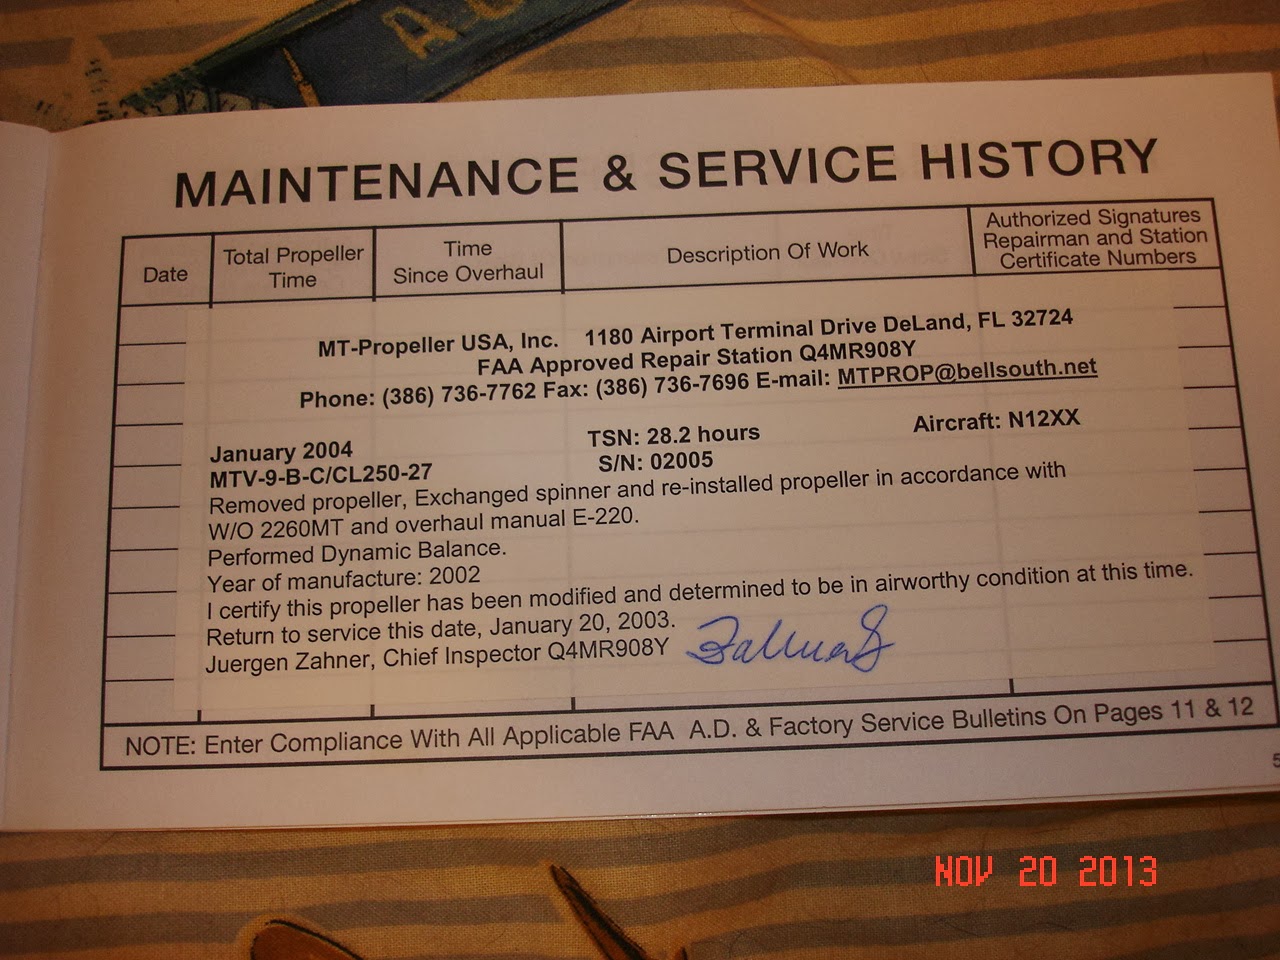 A.C
MAINTENANCE & SERVICE HISTORY
Date
Total Propeller
Time
Time
Since Overhaul
Description Of Work
Authorized Signatures
Repairman and Station
Certificate Numbers
MT-Propeller USA, Inc. 1180 Airport Terminal Drive DeLand, FL 32724
FAA Approved Repair Station Q4MR908Y
Phone: (386) 736-7762 Fax: (386) 736-7696 E-mail: MTPROP@bellsouth.net
January 2004 TSN: 28.2 hours Aircraft: N12XX
MTV-9-B-C/CL250-27 S/N: 02005
Removed propeller, Exchanged spinner and re-installed propeller in accordance with
W/O 2260MT and overhaul manual E-220.
Performed Dynamic Balance.
Year of manufacture: 2002
I certify this propeller has been modified and determined to be in airworthy condition at this time.
Return to service this date, January 20, 2003.
Juergen Zahner, Chief Inspector Q4MR908Y
NOTE: Enter Compliance With All Applicable FAA A.D. & Factory Service Bulletins On Pages 11 & 12
5
NOV 20 2013